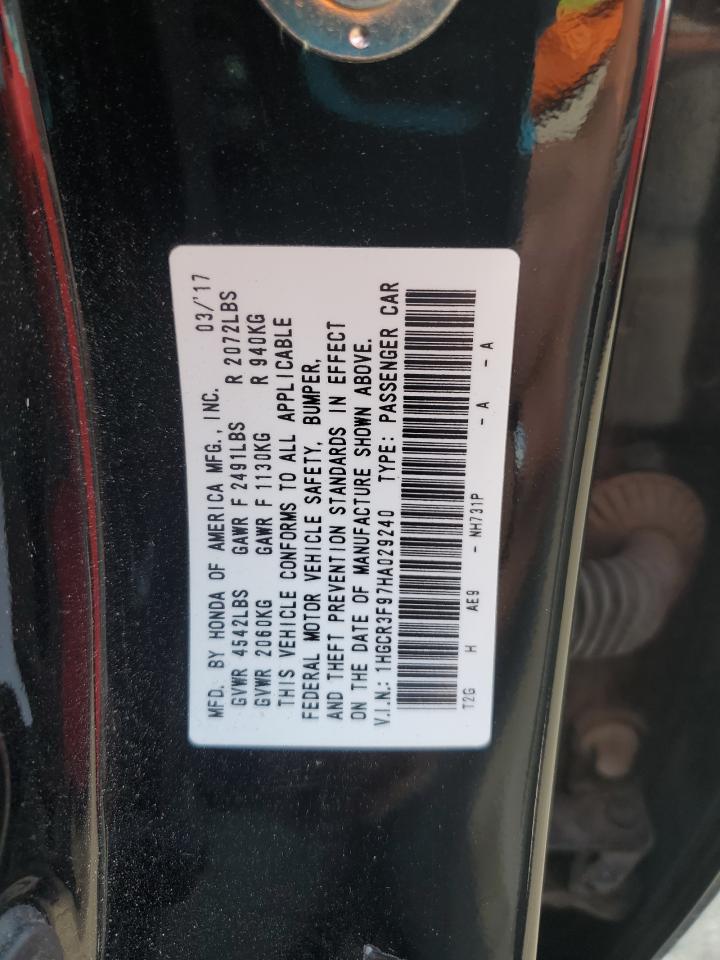 MFD. BY HONDA OF AMERICA MFG., INC. 03/'17
GVWR 4542LBS GAWR F 2491LBS R 2072LBS
GVWR 2060KG GAWR F 1130KG R 940KG
THIS VEHICLE CONFORMS TO ALL APPLICABLE
FEDERAL MOTOR VEHICLE SAFETY, BUMPER,
AND THEFT PREVENTION STANDARDS IN EFFECT
ON THE DATE OF MANUFACTURE SHOWN ABOVE.
V.I.N.: 1HGCR3F97HA029240 TYPE: PASSENGER CAR
T2G H AE9 - NH731P - A - A